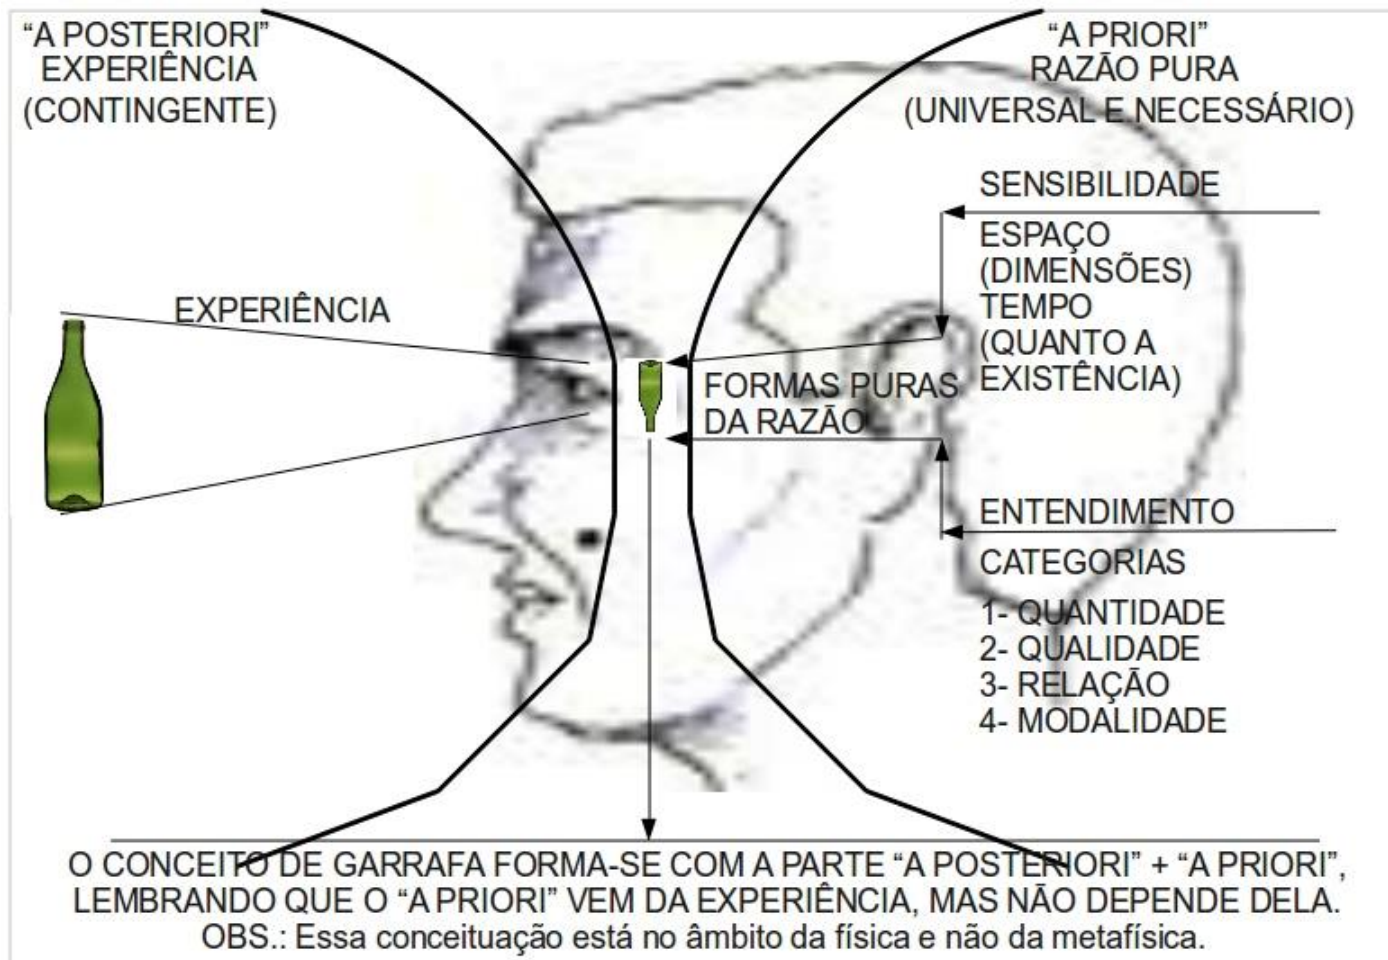 “A POSTERIORI”
EXPERIÊNCIA
(CONTINGENTE)
“A PRIORI”
RAZÃO PURA
(UNIVERSAL E NECESSÁRIO)
SENSIBILIDADE
ESPAÇO
(DIMENSÕES)
TEMPO
(QUANTO A
EXISTÊNCIA)
EXPERIÊNCIA
FORMAS PURAS
DA RAZÃO
ENTENDIMENTO
CATEGORIAS
1- QUANTIDADE
2- QUALIDADE
3- RELAÇÃO
4- MODALIDADE
O CONCEITO DE GARRAFA FORMA-SE COM A PARTE “A POSTERIORI” + “A PRIORI”,
LEMBRANDO QUE O “A PRIORI” VEM DA EXPERIÊNCIA, MAS NÃO DEPENDE DELA.
OBS.: Essa conceituação está no âmbito da física e não da metafísica.